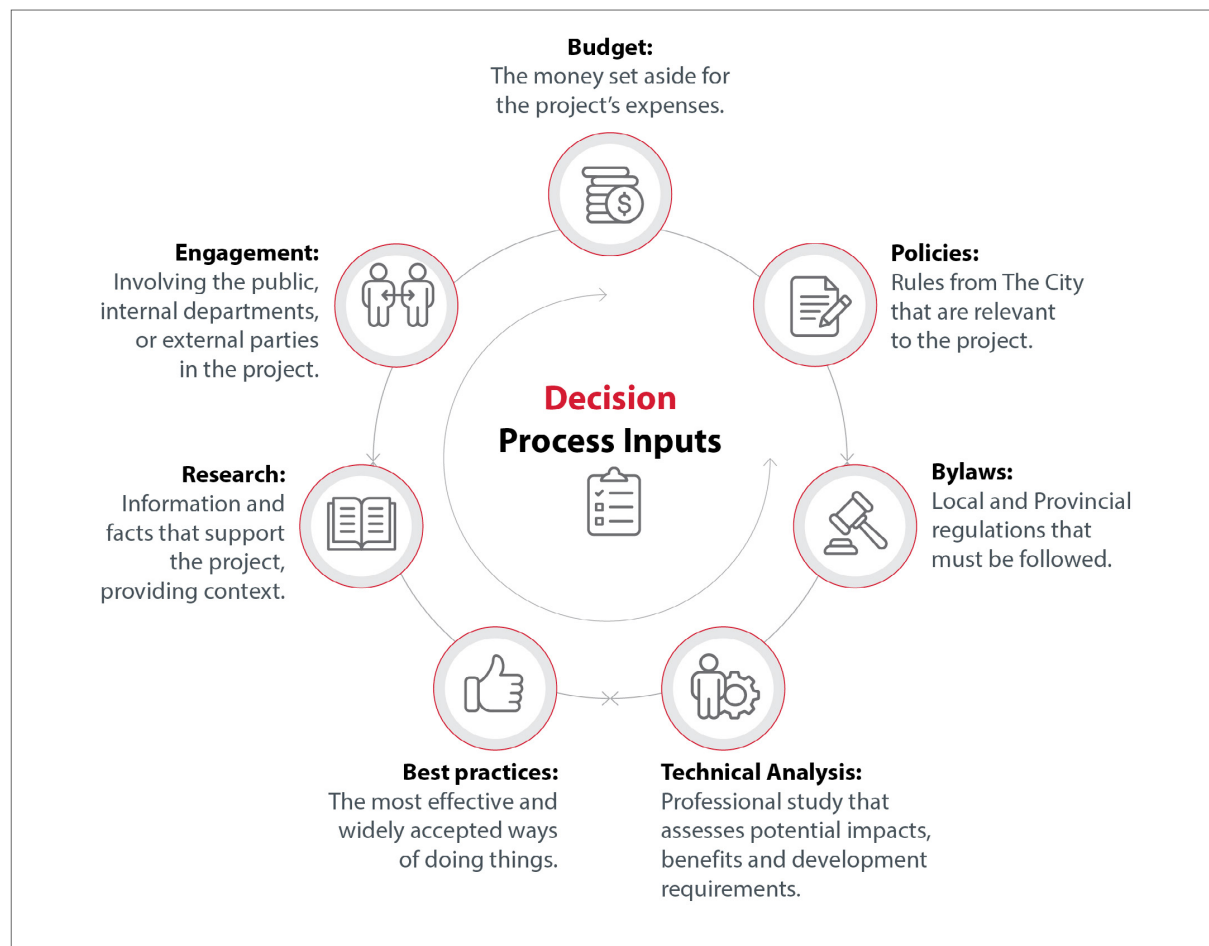 Budget:
The money set aside for
the project’s expenses.
Policies:
Rules from The City
that are relevant
to the project.
Bylaws:
Local and Provincial
regulations that
must be followed.
Technical Analysis:
Professional study that
assesses potential impacts,
benefits and development
requirements.
Best practices:
The most effective and
widely accepted ways
of doing things.
Research:
Information and
facts that support
the project,
providing context.
Engagement:
Involving the public,
internal departments,
or external parties
in the project.
Decision
Process Inputs
$